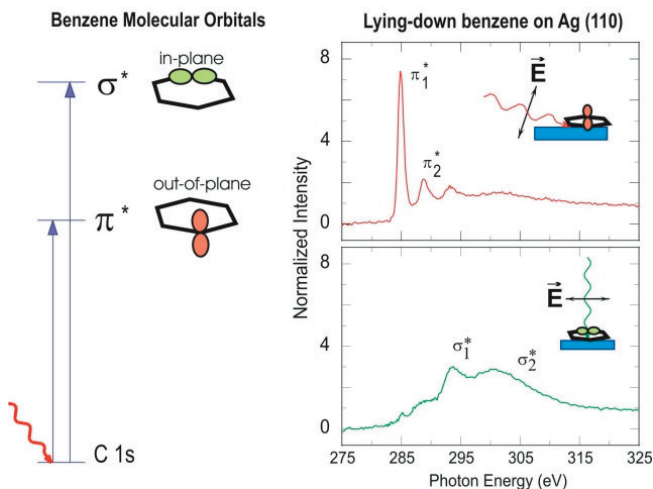 Benzene Molecular Orbitals
in-plane
σ*
out-of-plane
π*
C 1s
Lying-down benzene on Ag (110)
Normalized Intensity
8
4
0
π₁*
π₂*
E
8
4
0
σ₁*
σ₂*
E
275 285 295 305 315 325
Photon Energy (eV)